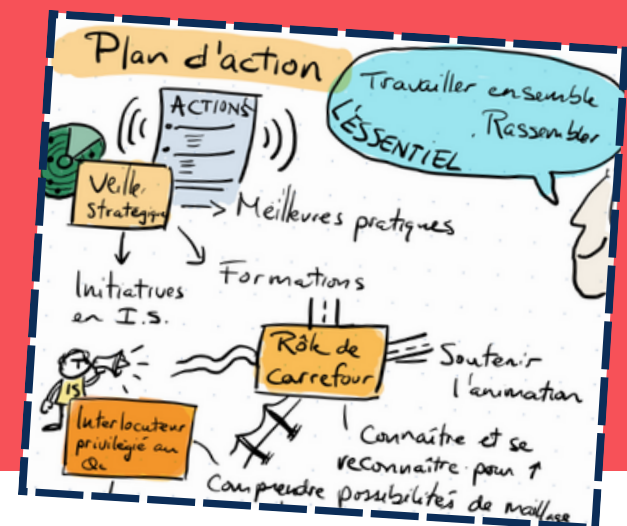 Plan d'action
Travailler ensemble
Rassembler
L'ESSENTIEL
ACTIONS
Veille
Stratégique
Meilleures pratiques
Formations
Initiatives
en I.S.
Rôle de
Carrefour
Soutenir
l'animation
IS
Interlocuteur
privilégié au
Qc
Connaître et se
reconnaître pour ↑
Comprendre possibilités de maillage